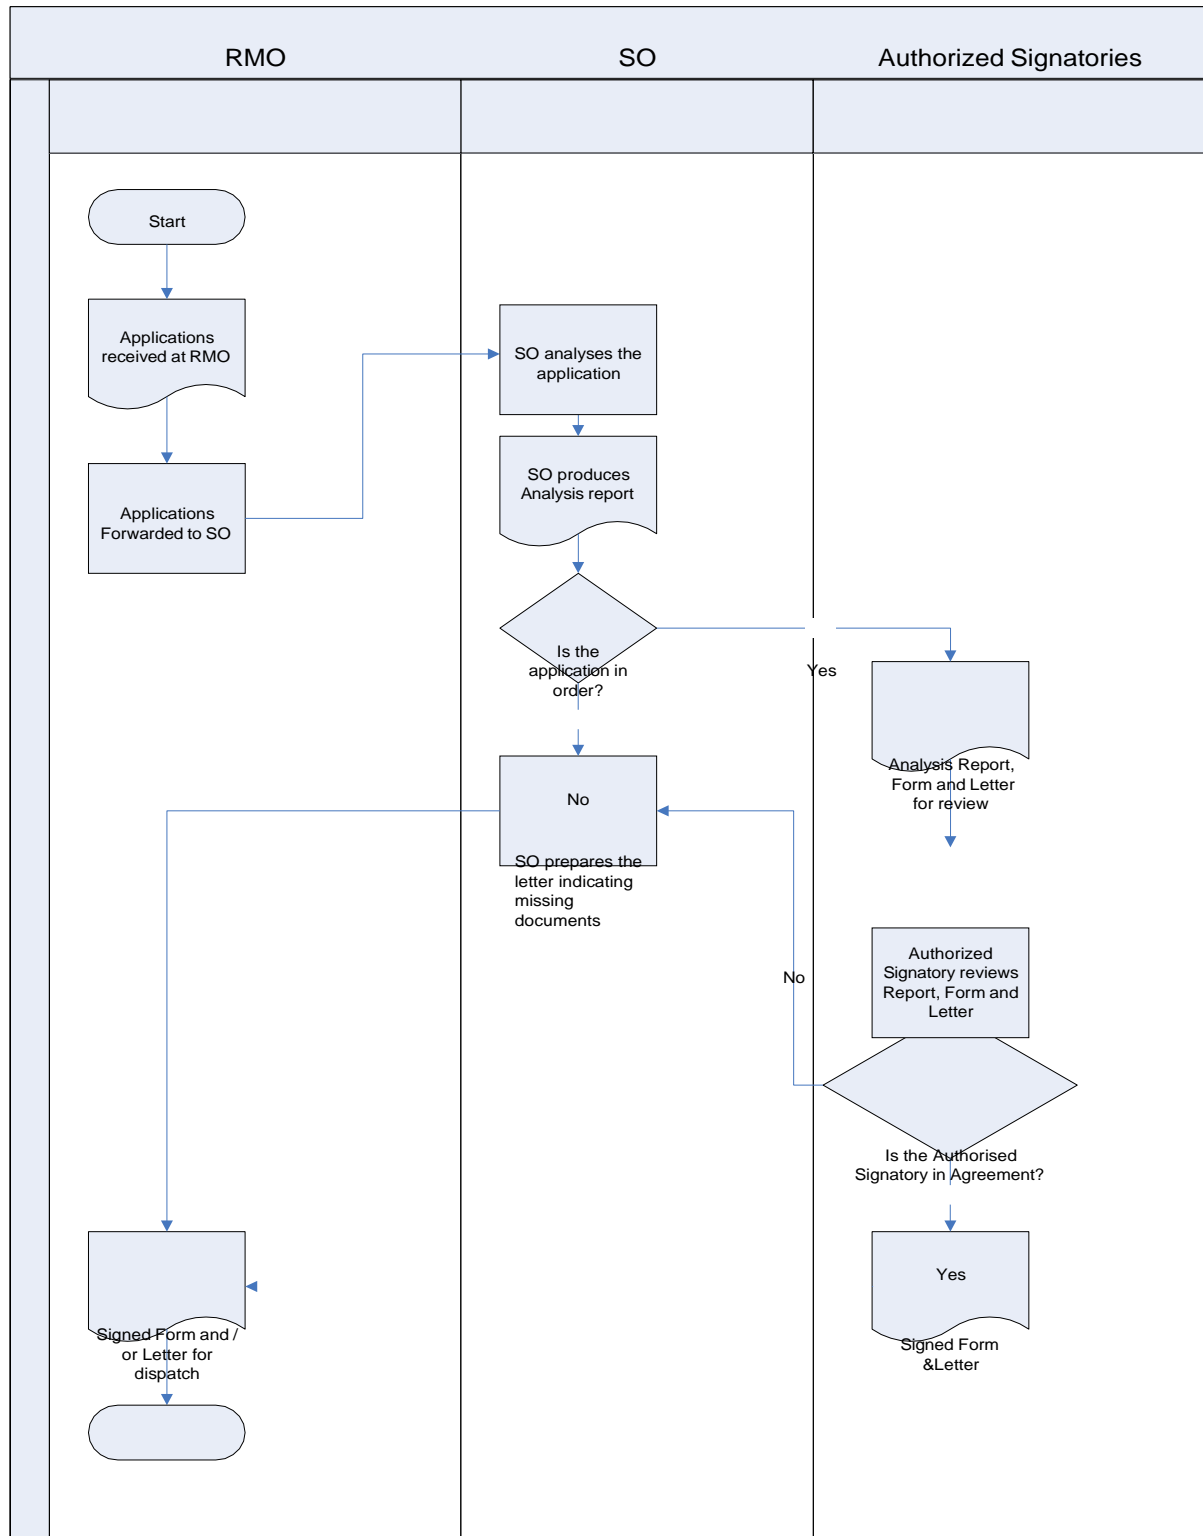 RMO
SO
Authorized Signatories
Start
Applications
received at RMO
Applications
Forwarded to SO
SO analyses the
application
SO produces
Analysis report
Is the
application in
order?
Yes
Analysis Report,
Form and Letter
for review
No
SO prepares the
letter indicating
missing
documents
Authorized
Signatory reviews
Report, Form and
Letter
No
Is the Authorised
Signatory in Agreement?
Yes
Signed Form
&Letter
Signed Form and /
or Letter for
dispatch